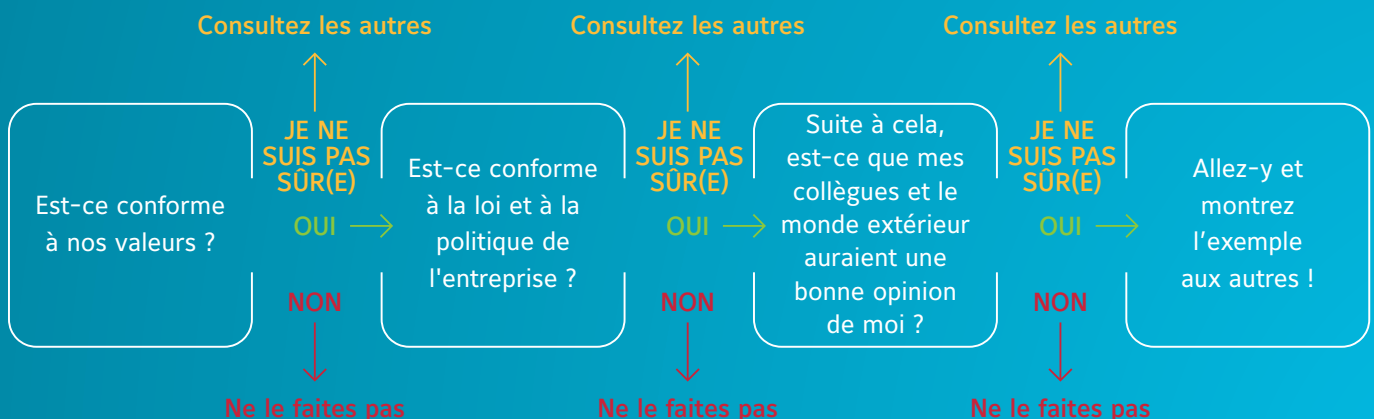 Consultez les autres
Consultez les autres
Consultez les autres
Est-ce conforme
à nos valeurs ?
JE NE
SUIS PAS
SÛR(E)
OUI
NON
Est-ce conforme
à la loi et à la
politique de
l'entreprise ?
JE NE
SUIS PAS
SÛR(E)
OUI
NON
Suite à cela,
est-ce que mes
collègues et le
monde extérieur
auraient une
bonne opinion
de moi ?
JE NE
SUIS PAS
SÛR(E)
OUI
NON
Allez-y et
montrez
l’exemple
aux autres !
Ne le faites pas
Ne le faites pas
Ne le faites pas